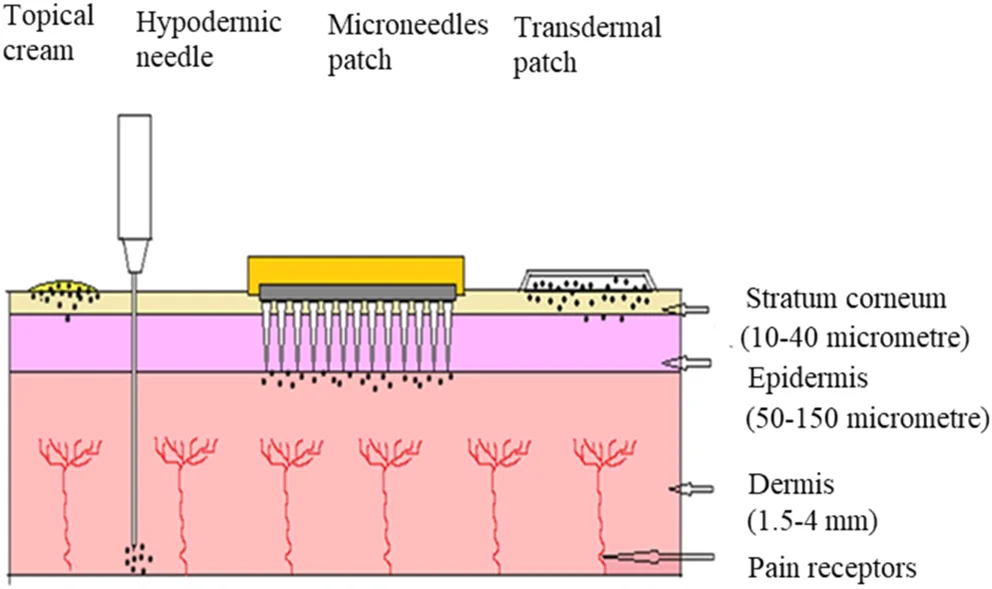 Topical
cream
Hypodermic
needle
Microneedles
patch
Transdermal
patch
Stratum corneum
(10-40 micrometre)
Epidermis
(50-150 micrometre)
Dermis
(1.5-4 mm)
Pain receptors